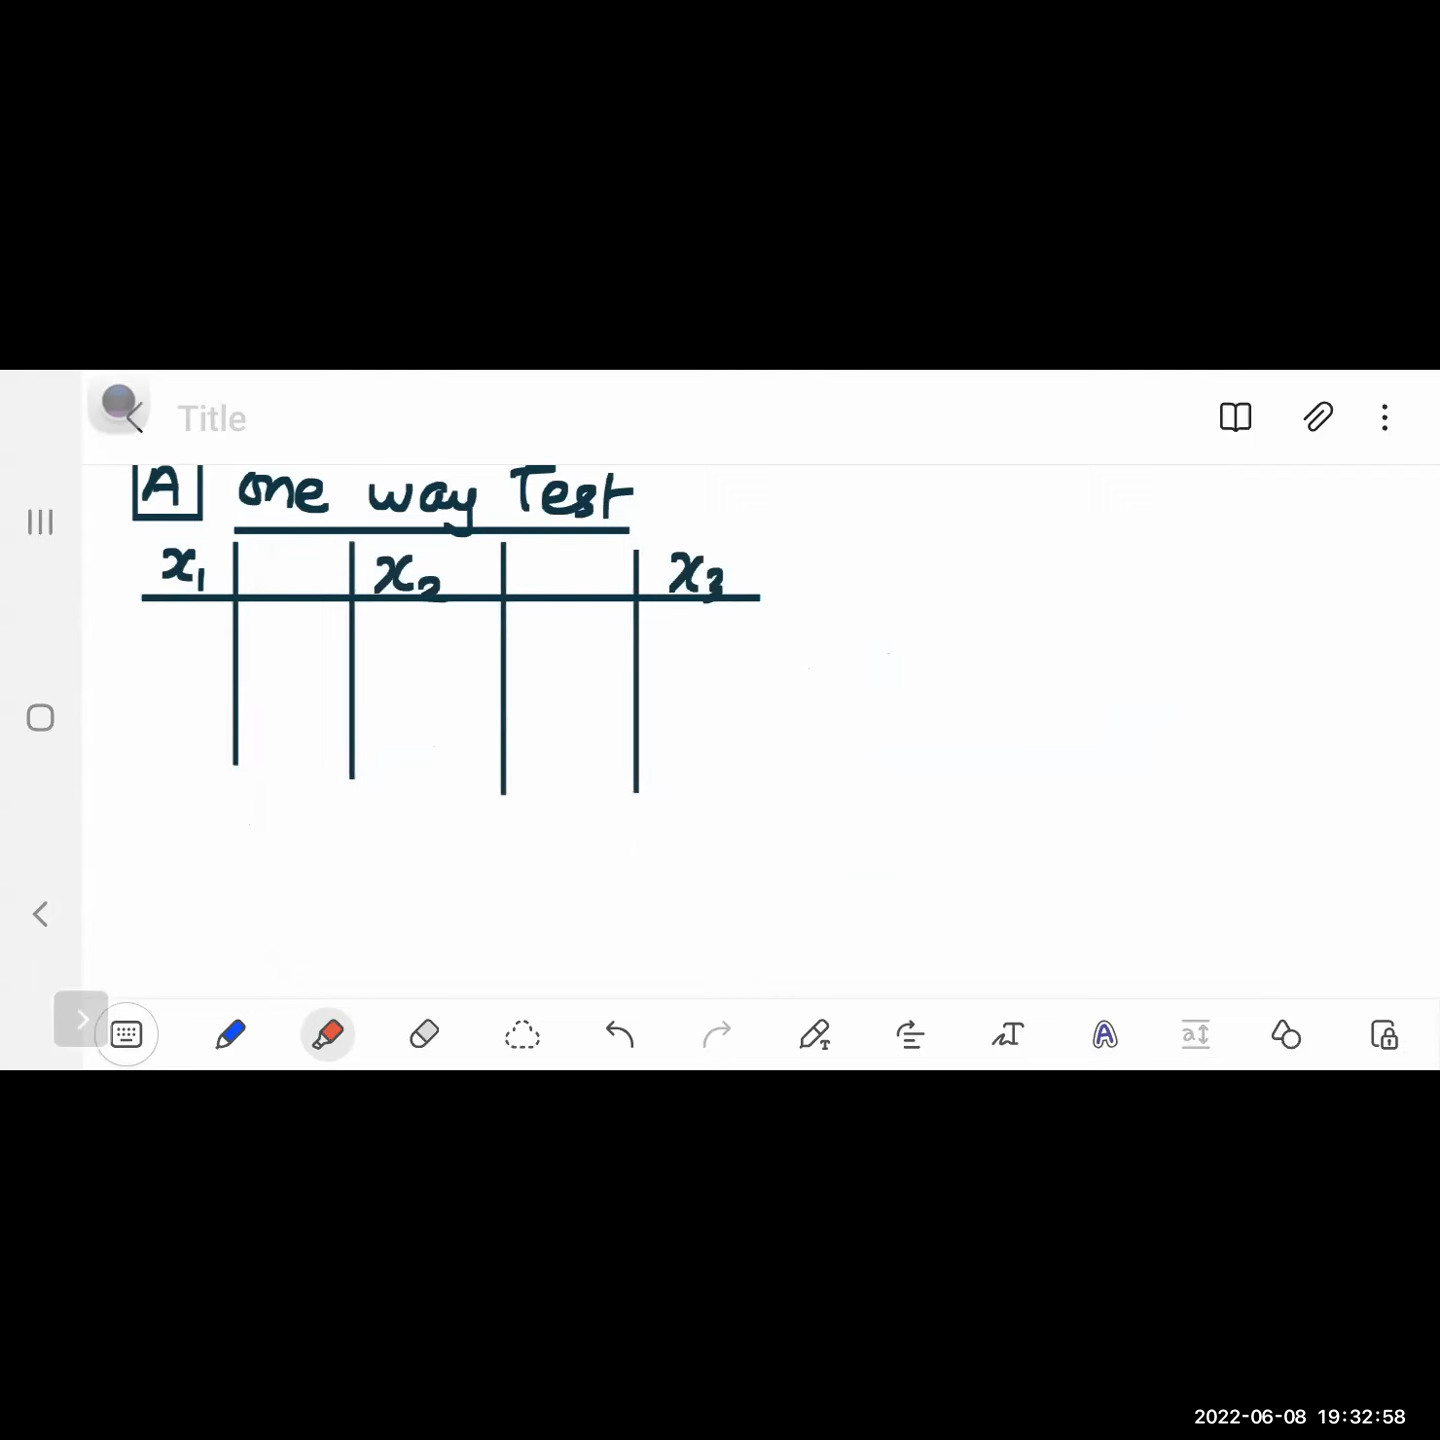 Title
A one way Test
x₁ x₂ x₃
T
T
A
a
2022-06-08 19:32:58